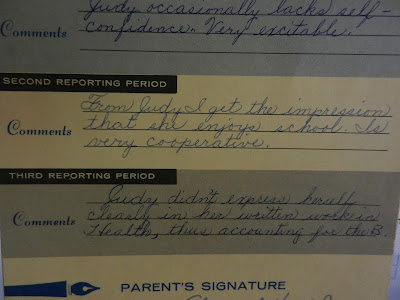 Judy occasionally lacks self-
Comments confidence. Very excitable.
SECOND REPORTING PERIOD
From Judy I get the impression
Comments that she enjoys school. Is
very cooperative.
THIRD REPORTING PERIOD
Judy didn't express herself
Comments clearly in her written work in
Health, thus accounting for the B.
PARENT'S SIGNATURE